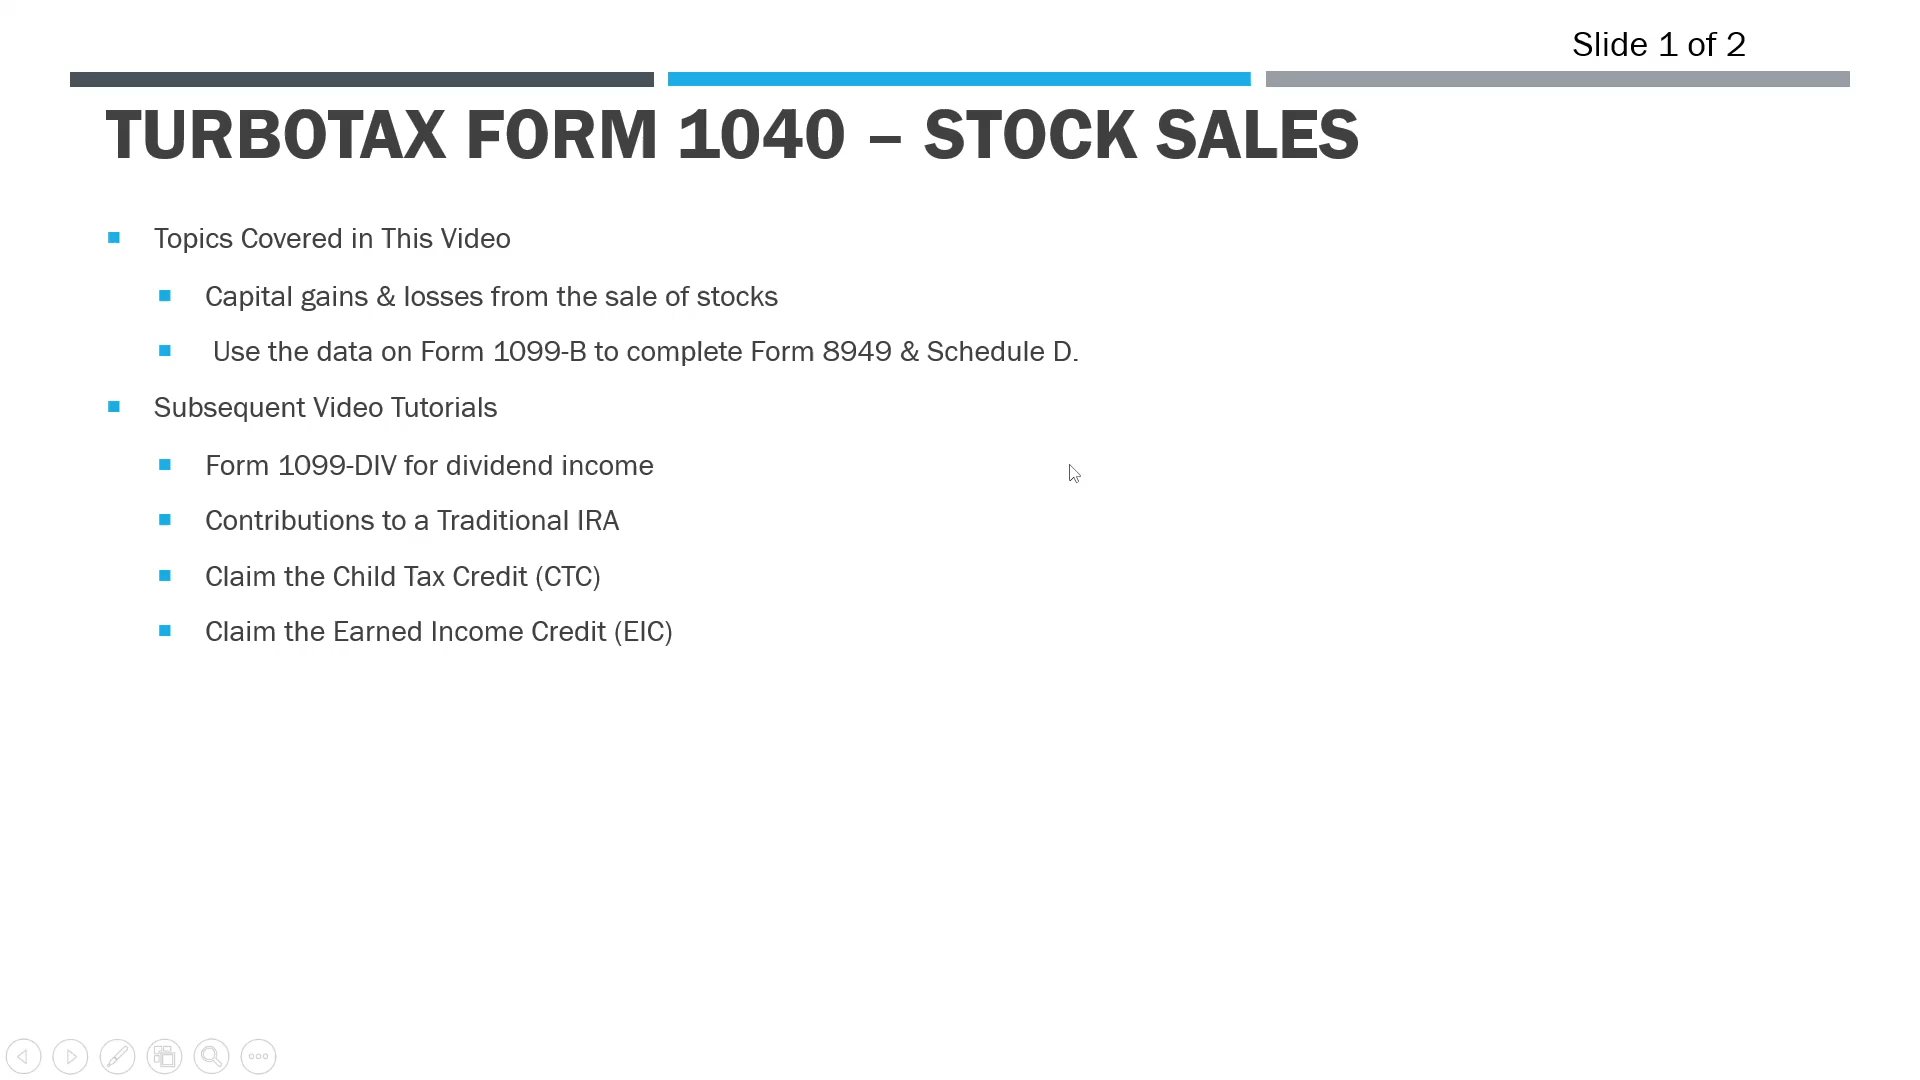 Slide 1 of 2
TURBOTAX FORM 1040 – STOCK SALES
Topics Covered in This Video
Capital gains & losses from the sale of stocks
Use the data on Form 1099-B to complete Form 8949 & Schedule D.
Subsequent Video Tutorials
Form 1099-DIV for dividend income
Contributions to a Traditional IRA
Claim the Child Tax Credit (CTC)
Claim the Earned Income Credit (EIC)